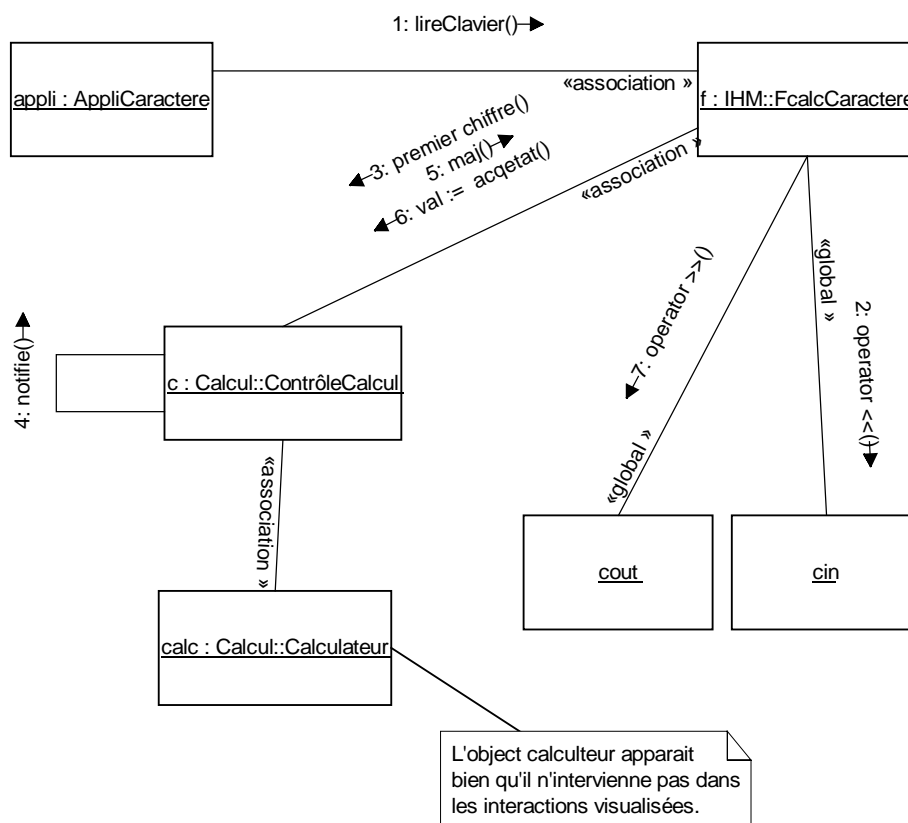 1: lireClavier()
appli : AppliCaractere
«association »
f : IHM::FcalcCaractere
3: premier chiffre()
5: maj()
6: val := acqetat()
«association »
«global »
2: operator <<()
7: operator >>()
«global »
4: notifie()
c : Calcul::ContrôleCalcul
«association »
cout
cin
calc : Calcul::Calculateur
L'object calculteur apparait
bien qu'il n'intervienne pas dans
les interactions visualisées.